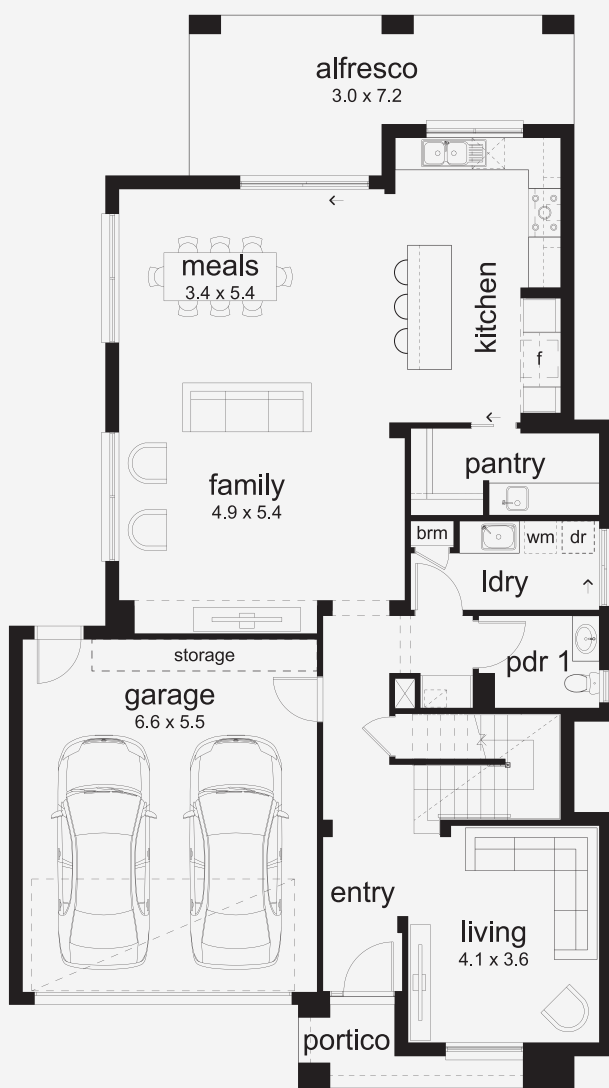 alfresco
3.0 x 7.2
meals
3.4 x 5.4
kitchen
f
pantry
family
4.9 x 5.4
brm
wm
dr
ldry
pdr 1
storage
garage
6.6 x 5.5
entry
living
4.1 x 3.6
portico